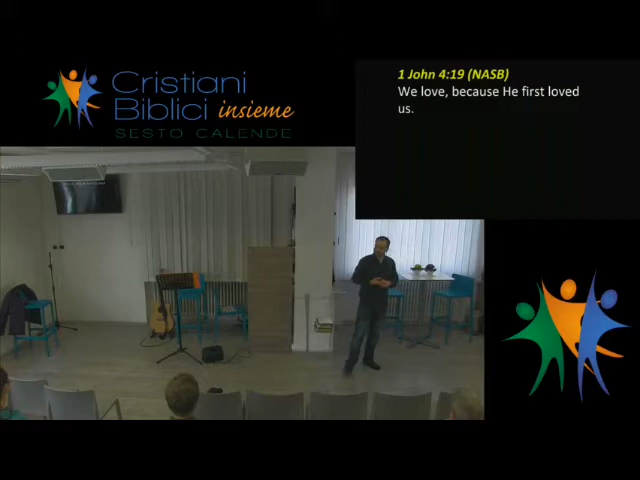 Cristiani
Biblici insieme
SESTO CALENDE
1 John 4:19 (NASB)
We love, because He first loved
us.